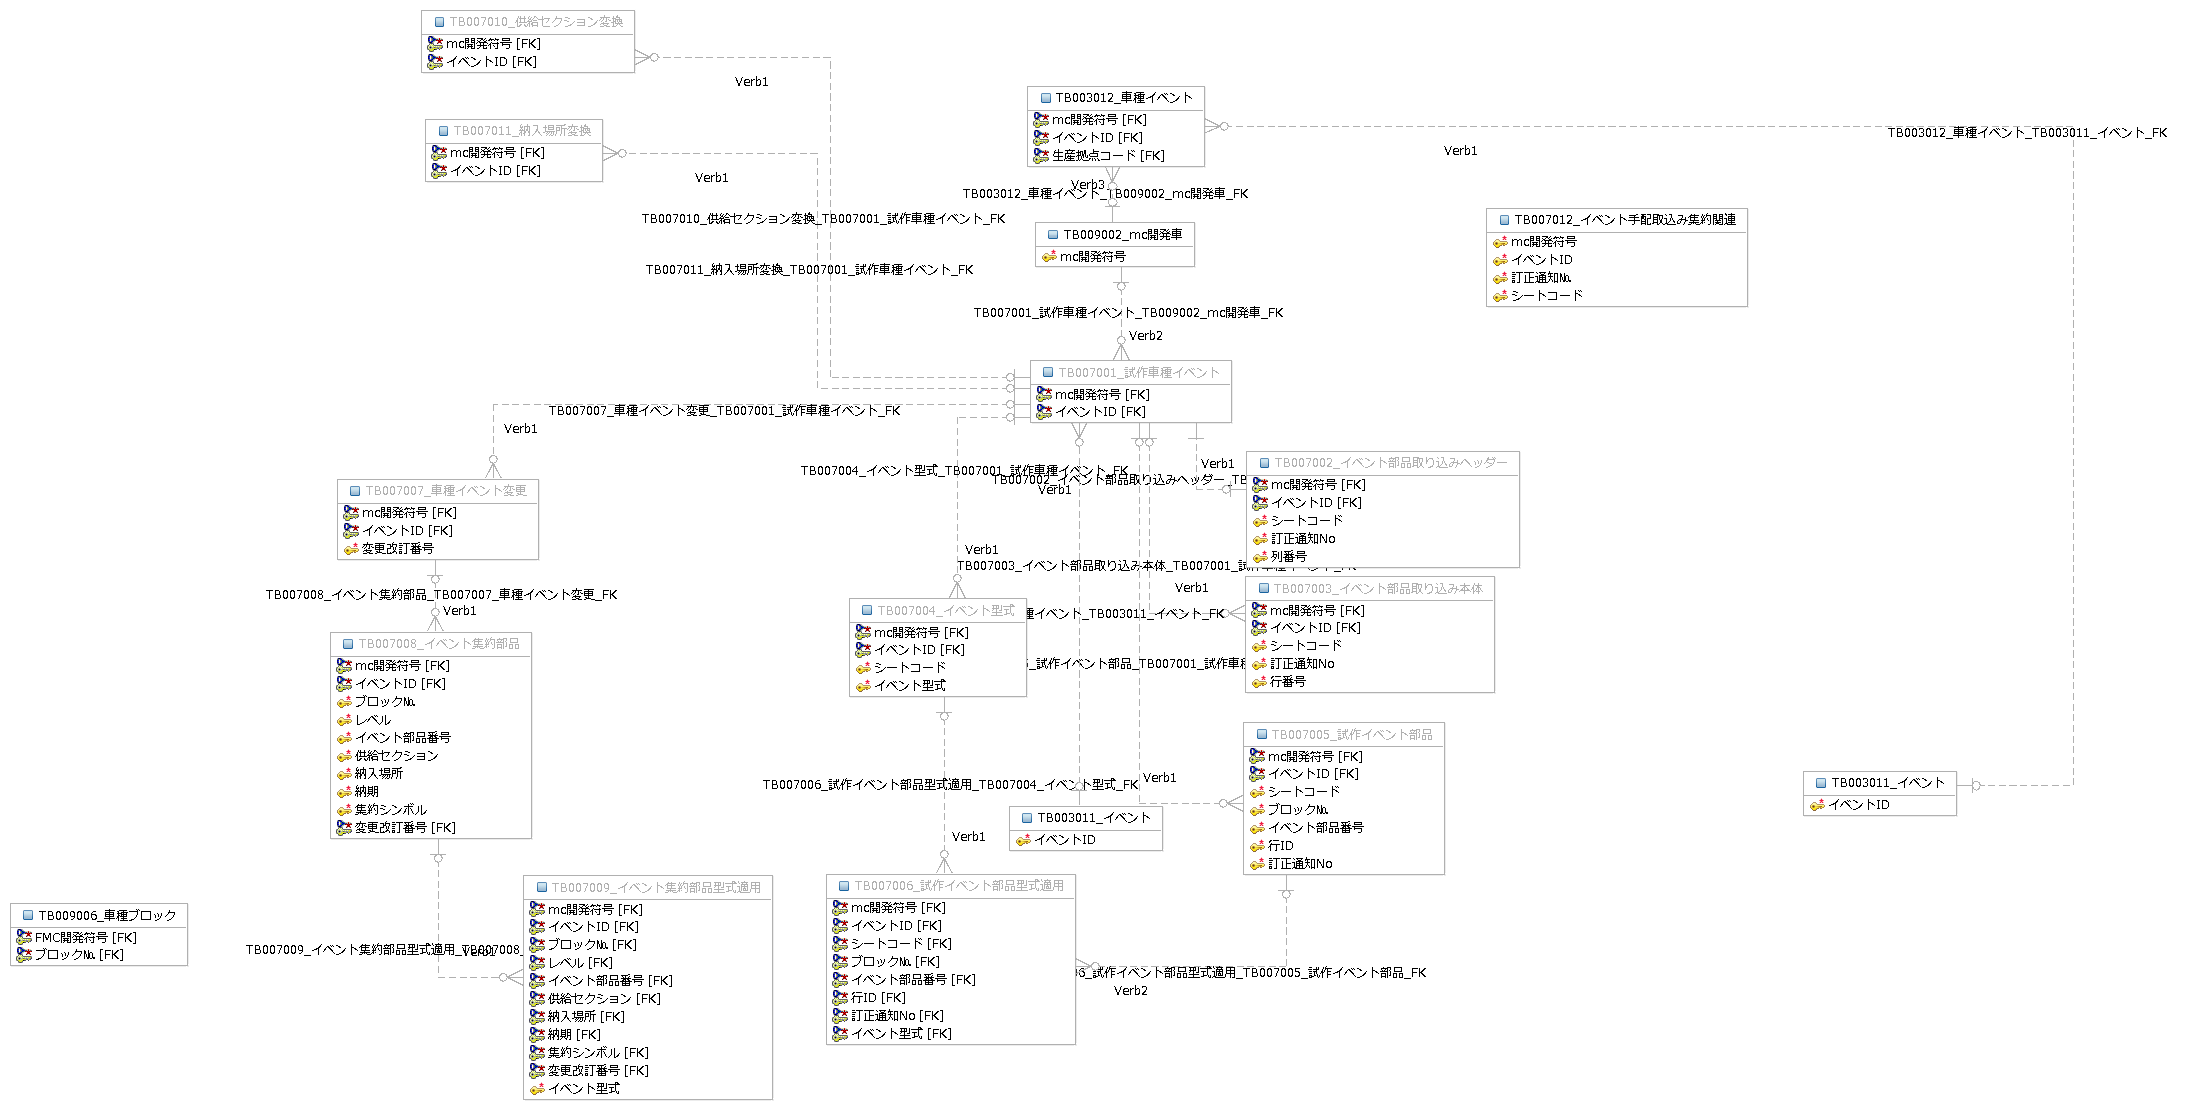 TB007010_供給セクション変換
mc開発符号 [FK]
イベントID [FK]
Verb1
TB007011_納入場所変換
mc開発符号 [FK]
イベントID [FK]
Verb1
TB003012_車種イベント
mc開発符号 [FK]
イベントID [FK]
生産拠点コード [FK]
TB003012_車種イベント_TB003011_イベント_FK
Verb1
Verb3
TB003012_車種イベント_TB009002_mc開発車_FK
TB007010_供給セクション変換_TB007001_試作車種イベント_FK
TB009002_mc開発車
mc開発符号
TB007012_イベント手配取込み集約関連
mc開発符号
イベントID
訂正通知No.
シートコード
TB007011_納入場所変換_TB007001_試作車種イベント_FK
TB007001_試作車種イベント_TB009002_mc開発車_FK
Verb2
TB007001_試作車種イベント
mc開発符号 [FK]
イベントID [FK]
TB007007_車種イベント変更_TB007001_試作車種イベント_FK
Verb1
TB007004_イベント型式_TB007001_試作車種イベント_FK
TB007002_イベント部品取り込みヘッダー_TB
Verb1
Verb1
TB007002_イベント部品取り込みヘッダー
mc開発符号 [FK]
イベントID [FK]
シートコード
訂正通知No
列番号
TB007007_車種イベント変更
mc開発符号 [FK]
イベントID [FK]
変更改訂番号
Verb1
TB007003_イベント部品取り込み本体_TB007001_試作車種イベント_FK
Verb1
TB007003_イベント部品取り込み本体
mc開発符号 [FK]
イベントID [FK]
シートコード
訂正通知No
行番号
TB007008_イベント集約部品_TB007007_車種イベント変更_FK
Verb1
TB007004_イベント型式
mc開発符号 [FK]
イベントID [FK]
シートコード
イベント型式
種イベント_TB003011_イベント_FK
_試作イベント部品_TB007001_試作車種
TB007008_イベント集約部品
mc開発符号 [FK]
イベントID [FK]
ブロックNo.
レベル
イベント部品番号
供給セクション
納入場所
納期
集約シンボル
変更改訂番号 [FK]
TB007005_試作イベント部品
mc開発符号 [FK]
イベントID [FK]
シートコード
ブロックNo.
イベント部品番号
行ID
訂正通知No
TB007006_試作イベント部品型式適用_TB007004_イベント型式_FK
Verb1
Verb1
TB003011_イベント
イベントID
TB003011_イベント
イベントID
TB009006_車種ブロック
FMC開発符号 [FK]
ブロックNo. [FK]
TB007009_イベント集約部品型式適用_TB007008_
Verb1
TB007009_イベント集約部品型式適用
mc開発符号 [FK]
イベントID [FK]
ブロックNo. [FK]
レベル [FK]
イベント部品番号 [FK]
供給セクション [FK]
納入場所 [FK]
納期 [FK]
集約シンボル [FK]
変更改訂番号 [FK]
イベント型式
TB007006_試作イベント部品型式適用
mc開発符号 [FK]
イベントID [FK]
シートコード [FK]
ブロックNo. [FK]
イベント部品番号 [FK]
行ID [FK]
訂正通知No [FK]
イベント型式 [FK]
6_試作イベント部品型式適用_TB007005_試作イベント部品_FK
Verb2